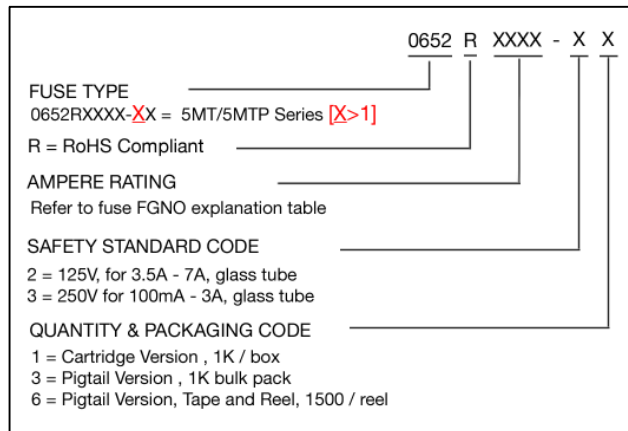 0652 R XXXX - X X
FUSE TYPE
0652RXXXX-XX = 5MT/5MTP Series [X>1]
R = RoHS Compliant
AMPERE RATING
Refer to fuse FGNO explanation table
SAFETY STANDARD CODE
2 = 125V, for 3.5A - 7A, glass tube
3 = 250V for 100mA - 3A, glass tube
QUANTITY & PACKAGING CODE
1 = Cartridge Version , 1K / box
3 = Pigtail Version , 1K bulk pack
6 = Pigtail Version, Tape and Reel, 1500 / reel